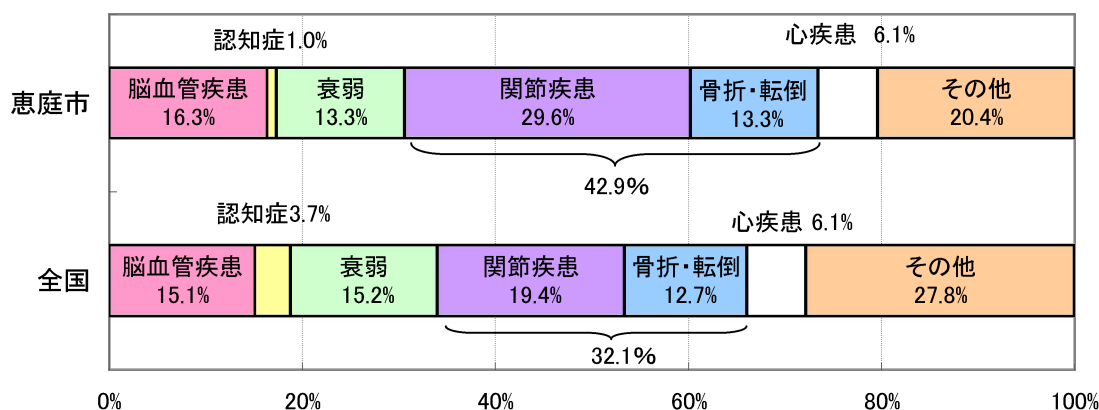 認知症1.0%
心疾患 6.1%
恵庭市
脳血管疾患
16.3%
衰弱
13.3%
関節疾患
29.6%
骨折・転倒
13.3%
その他
20.4%
42.9%
認知症3.7%
心疾患 6.1%
全国
脳血管疾患
15.1%
衰弱
15.2%
関節疾患
19.4%
骨折・転倒
12.7%
その他
27.8%
32.1%
0% 20% 40% 60% 80% 100%